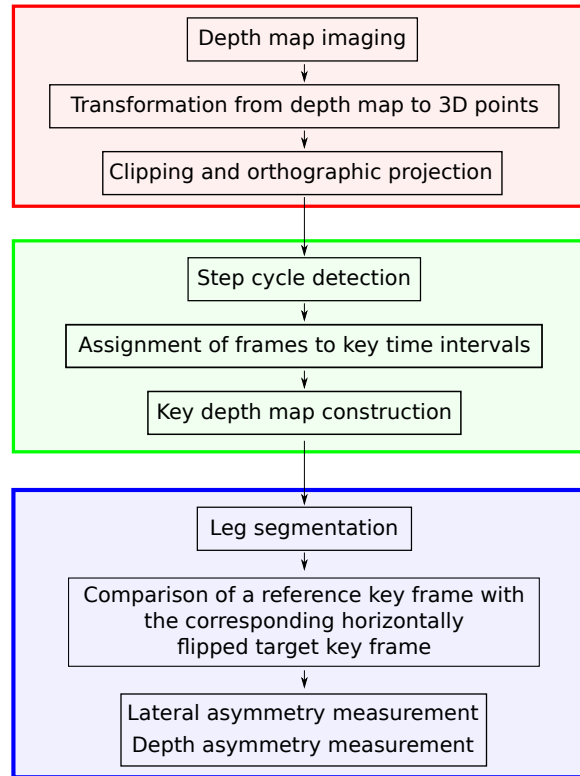 Depth map imaging
Transformation from depth map to 3D points
Clipping and orthographic projection
Step cycle detection
Assignment of frames to key time intervals
Key depth map construction
Leg segmentation
Comparison of a reference key frame with
the corresponding horizontally
flipped target key frame
Lateral asymmetry measurement
Depth asymmetry measurement